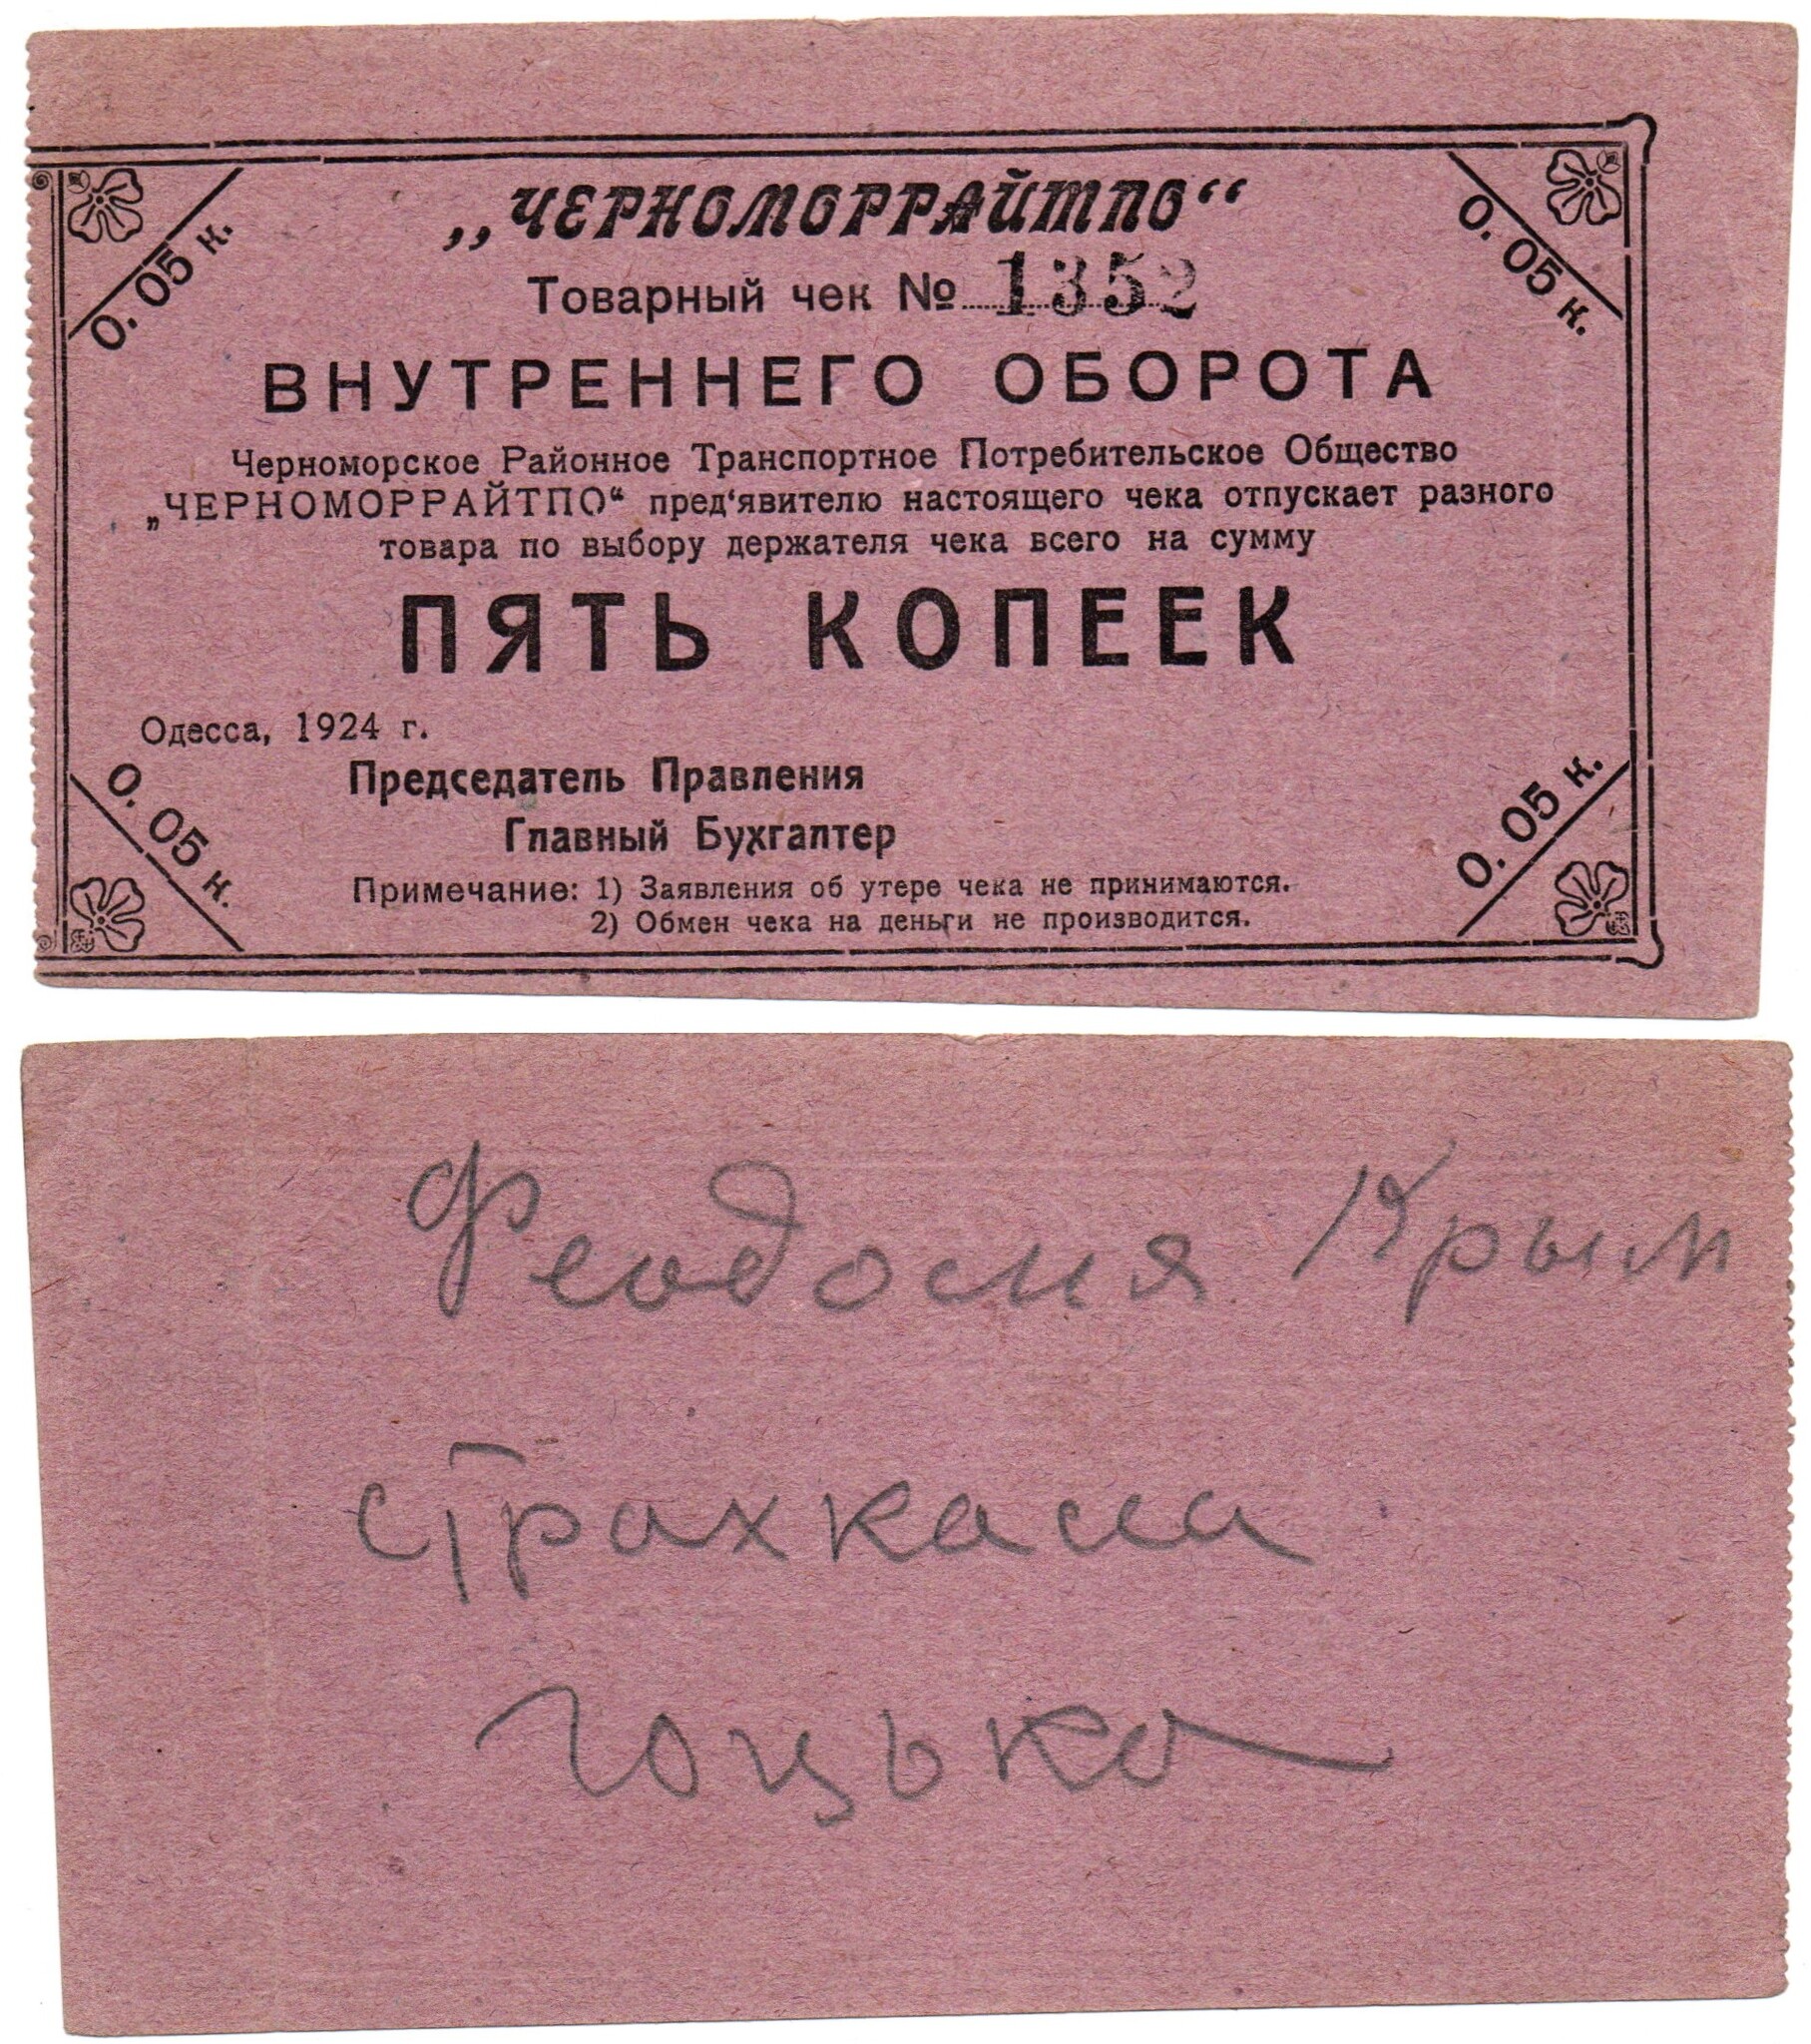 0. 05 к.
0. 05 к.
„ЧЕРНОМОРРАЙТПО“
Товарный чек № 1352
ВНУТРЕННЕГО ОБОРОТА
Черноморское Районное Транспортное Потребительское Общество
„ЧЕРНОМОРРАЙТПО“ пред‘явителю настоящего чека отпускает разного
товара по выбору держателя чека всего на сумму
ПЯТЬ КОПЕЕК
Одесса, 1924 г.
Председатель Правления
Главный Бухгалтер
0. 05 к.
0. 05 к.
Примечание: 1) Заявления об утере чека не принимаются.
2) Обмен чека на деньги не производится.
Феодосия Крым
страхкасса
Гоцько